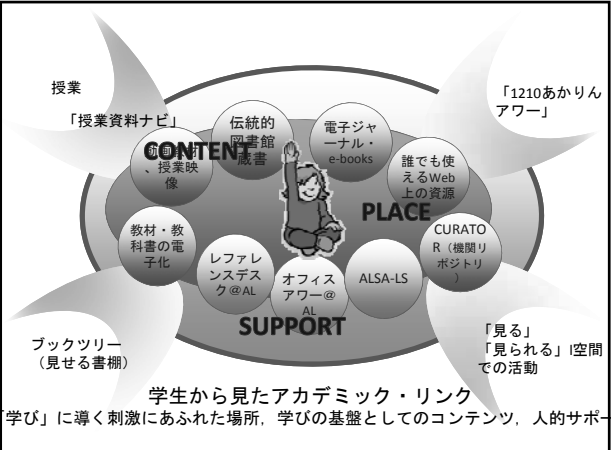 授業
「授業資料ナビ」
「1210あかりん
アワー」
伝統的
図書館
蔵書
電子ジャ
ーナル・
e-books
誰でも使
えるWeb
上の資源
CONTENT
、授業映
像
PLACE
教材・教
科書の電
子化
レファレ
ンスデス
ク@AL
オフィス
アワー@
AL
ALSA-LS
CURATO
R（機関リ
ポジトリ
）
SUPPORT
ブックツリー
（見せる書棚）
「見る」
「見られる」l空間
での活動
学生から見たアカデミック・リンク
「学び」に導く刺激にあふれた場所，学びの基盤としてのコンテンツ，人的サポー